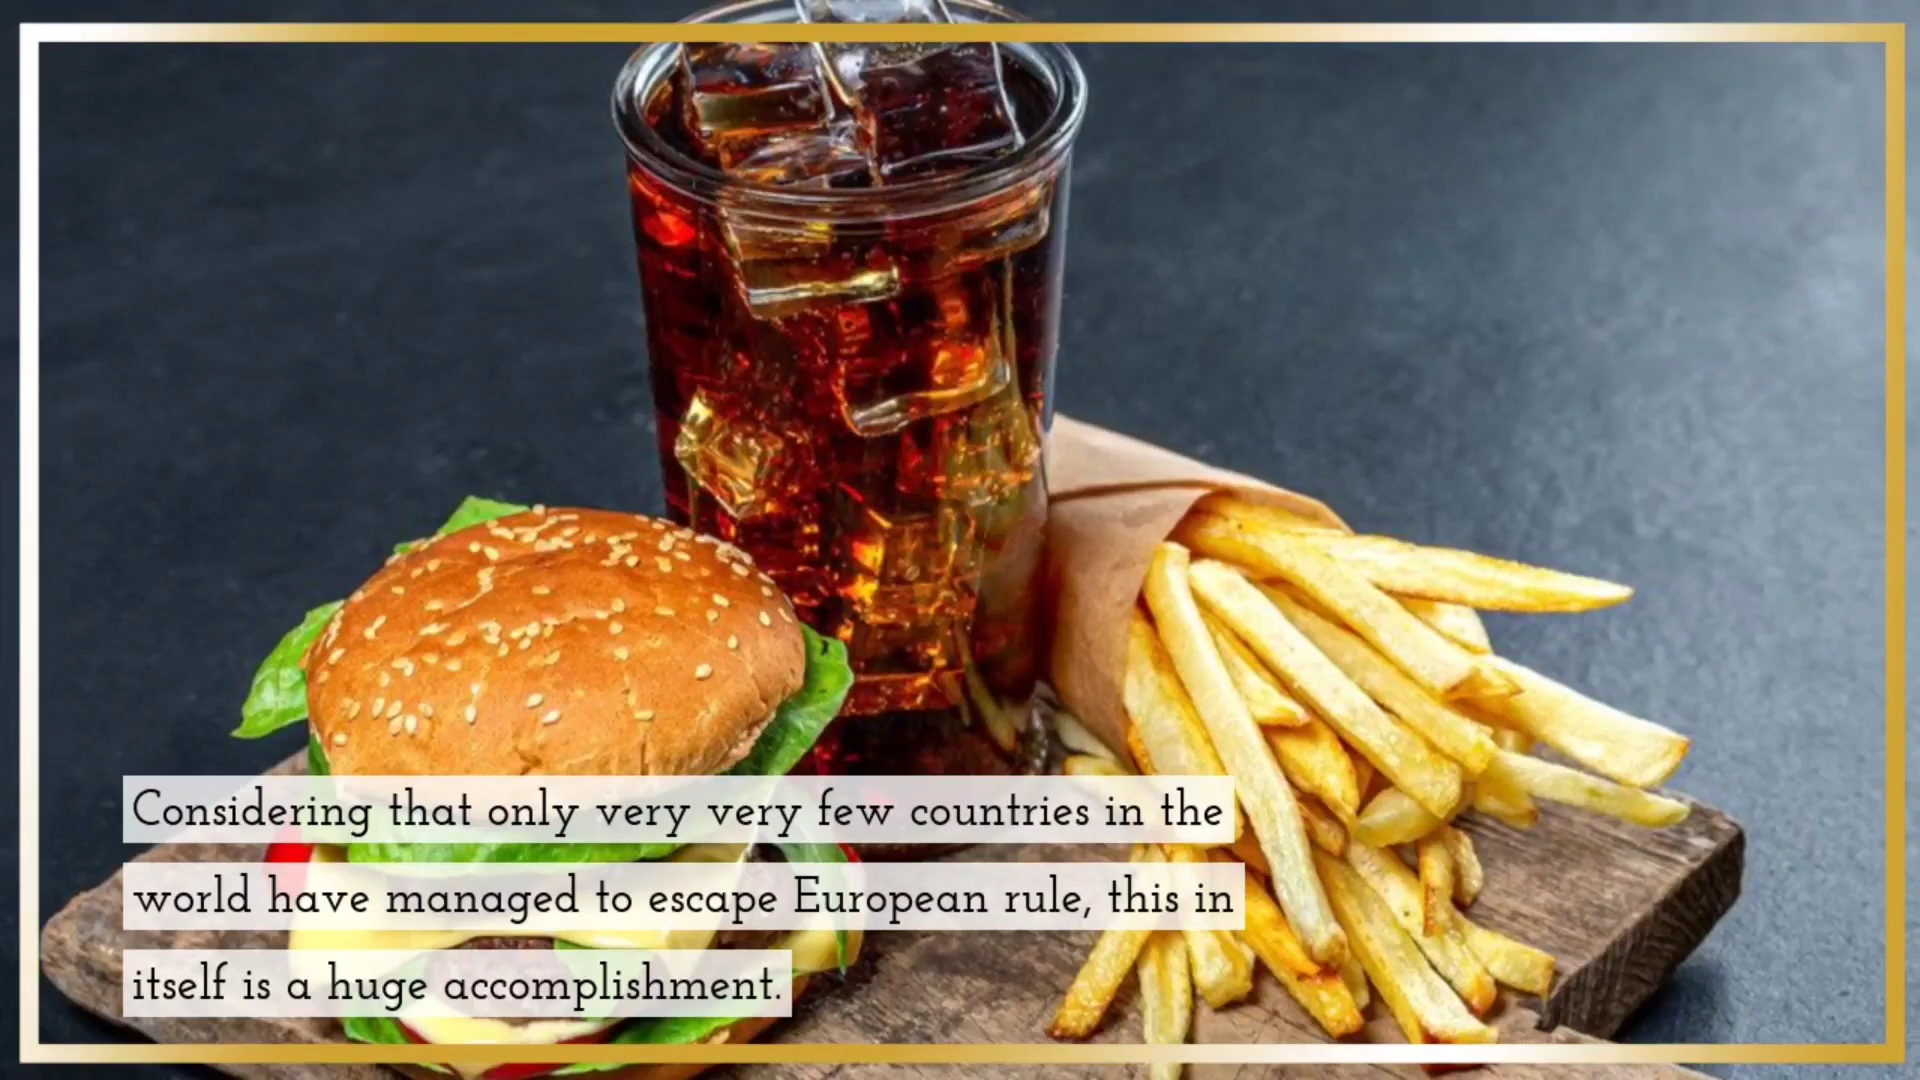 Considering that only very very few countries in the
world have managed to escape European rule, this in
itself is a huge accomplishment.